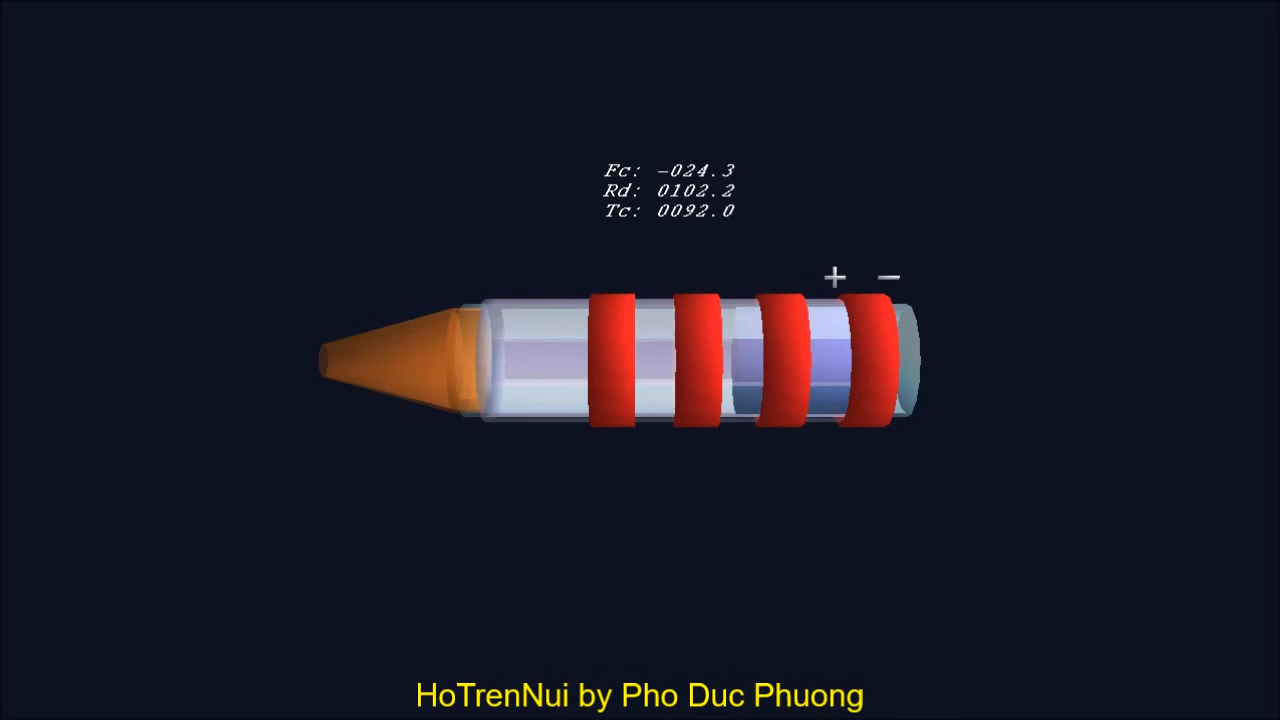 Fc: -024.3
Rd: 0102.2
Tc: 0092.0
+ −
HoTrenNui by Pho Duc Phuong